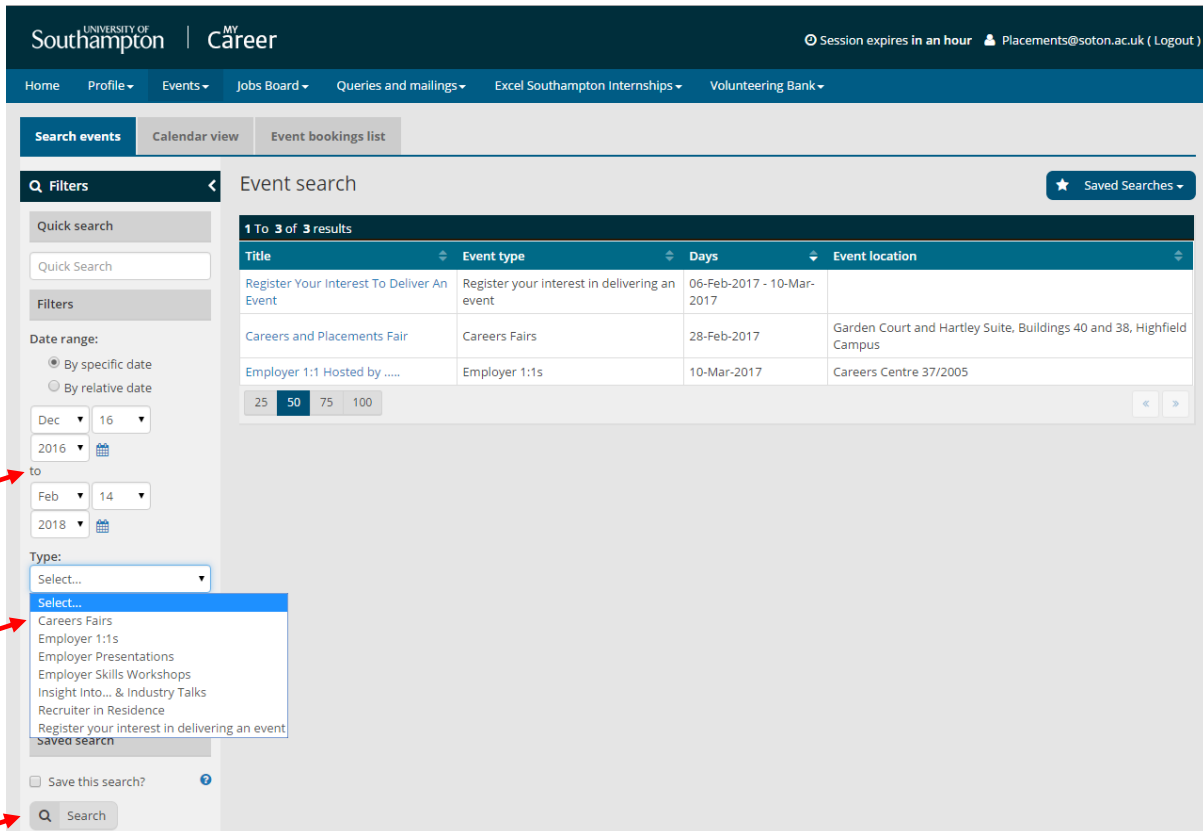 UNIVERSITY OF
Southampton | MY Career
Session expires in an hour Placements@soton.ac.uk ( Logout )
Home Profile Events Jobs Board Queries and mailings Excel Southampton Internships Volunteering Bank
Search events Calendar view Event bookings list
Filters
Event search
Saved Searches
Quick search
Quick Search
Filters
Date range:
By specific date
By relative date
Dec 16
2016
to
Feb 14
2018
Type:
Select...
Select...
Careers Fairs
Employer 1:1s
Employer Presentations
Employer Skills Workshops
Insight Into... & Industry Talks
Recruiter in Residence
Register your interest in delivering an event
Saved search
Save this search?
Search
1 To 3 of 3 results
Title Event type Days Event location
Register Your Interest To Deliver An Register your interest in delivering an 06-Feb-2017 - 10-Mar-
Event event 2017
Careers and Placements Fair Careers Fairs 28-Feb-2017 Garden Court and Hartley Suite, Buildings 40 and 38, Highfield
Campus
Employer 1:1 Hosted by ..... Employer 1:1s 10-Mar-2017 Careers Centre 37/2005
25 50 75 100 « »